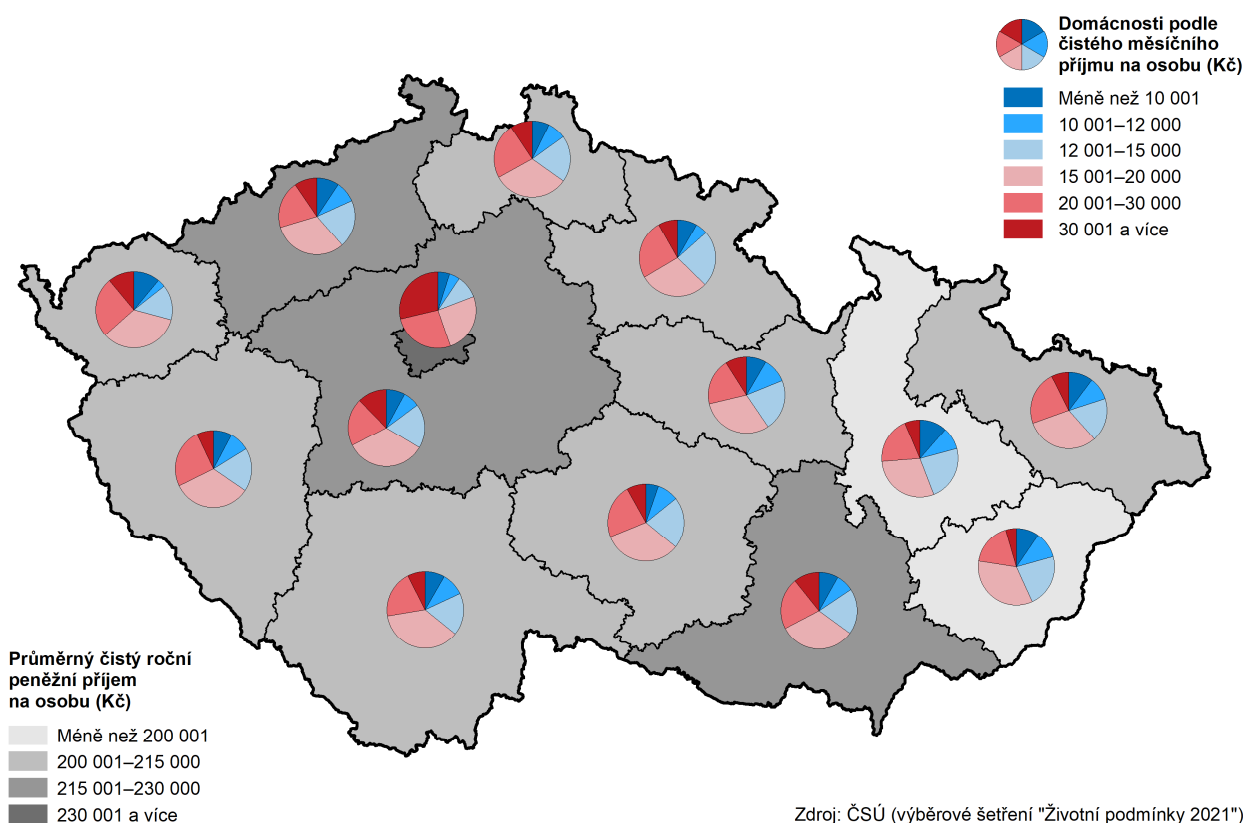 Domácnosti podle
čistého měsíčního
příjmu na osobu (Kč)
Méně než 10 001
10 001–12 000
12 001–15 000
15 001–20 000
20 001–30 000
30 001 a více
Průměrný čistý roční
peněžní příjem
na osobu (Kč)
Méně než 200 001
200 001–215 000
215 001–230 000
230 001 a více
Zdroj: ČSÚ (výběrové šetření "Životní podmínky 2021")